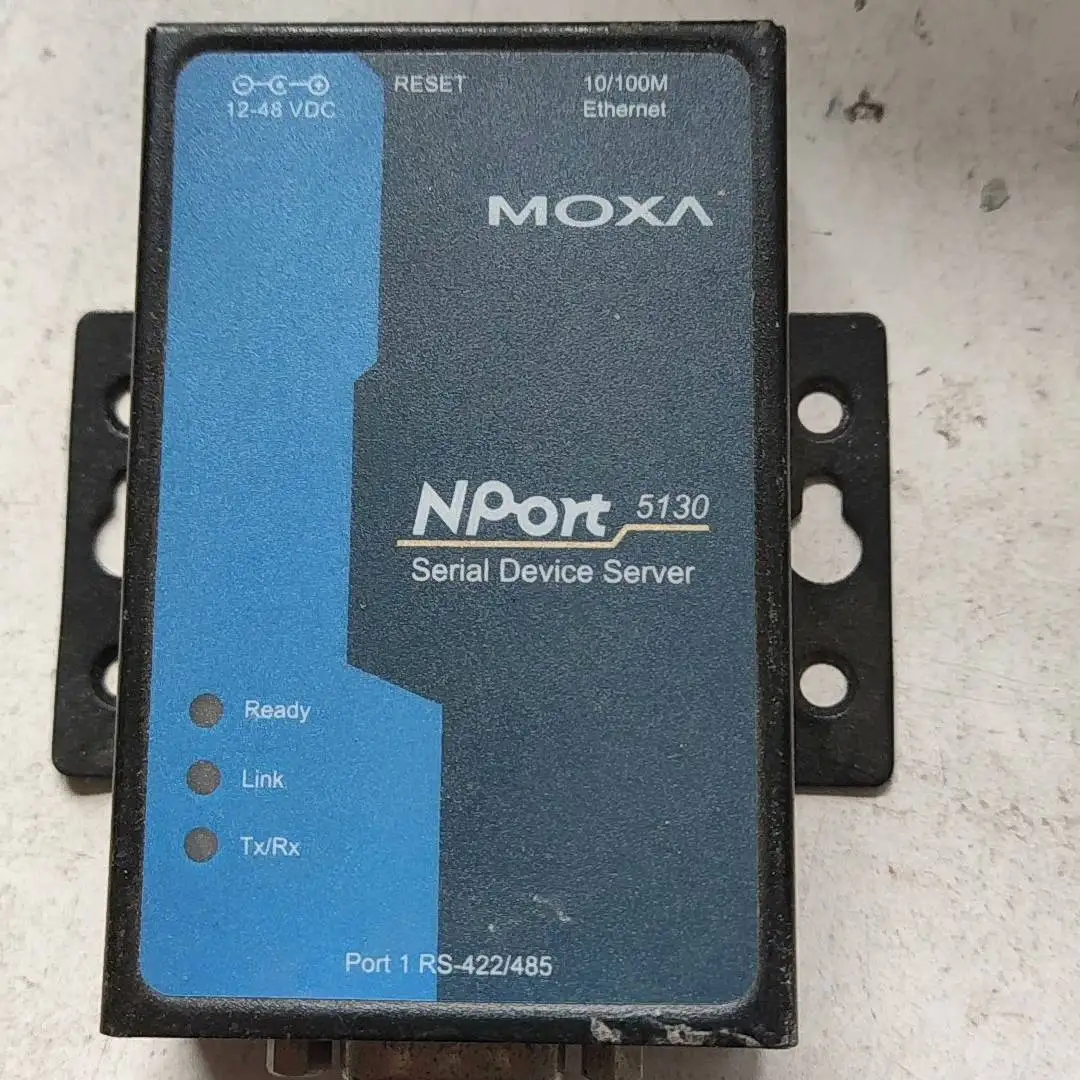 12-48 VDC
RESET
10/100M
Ethernet
MOXA
NPort 5130
Serial Device Server
Ready
Link
Tx/Rx
Port 1 RS-422/485